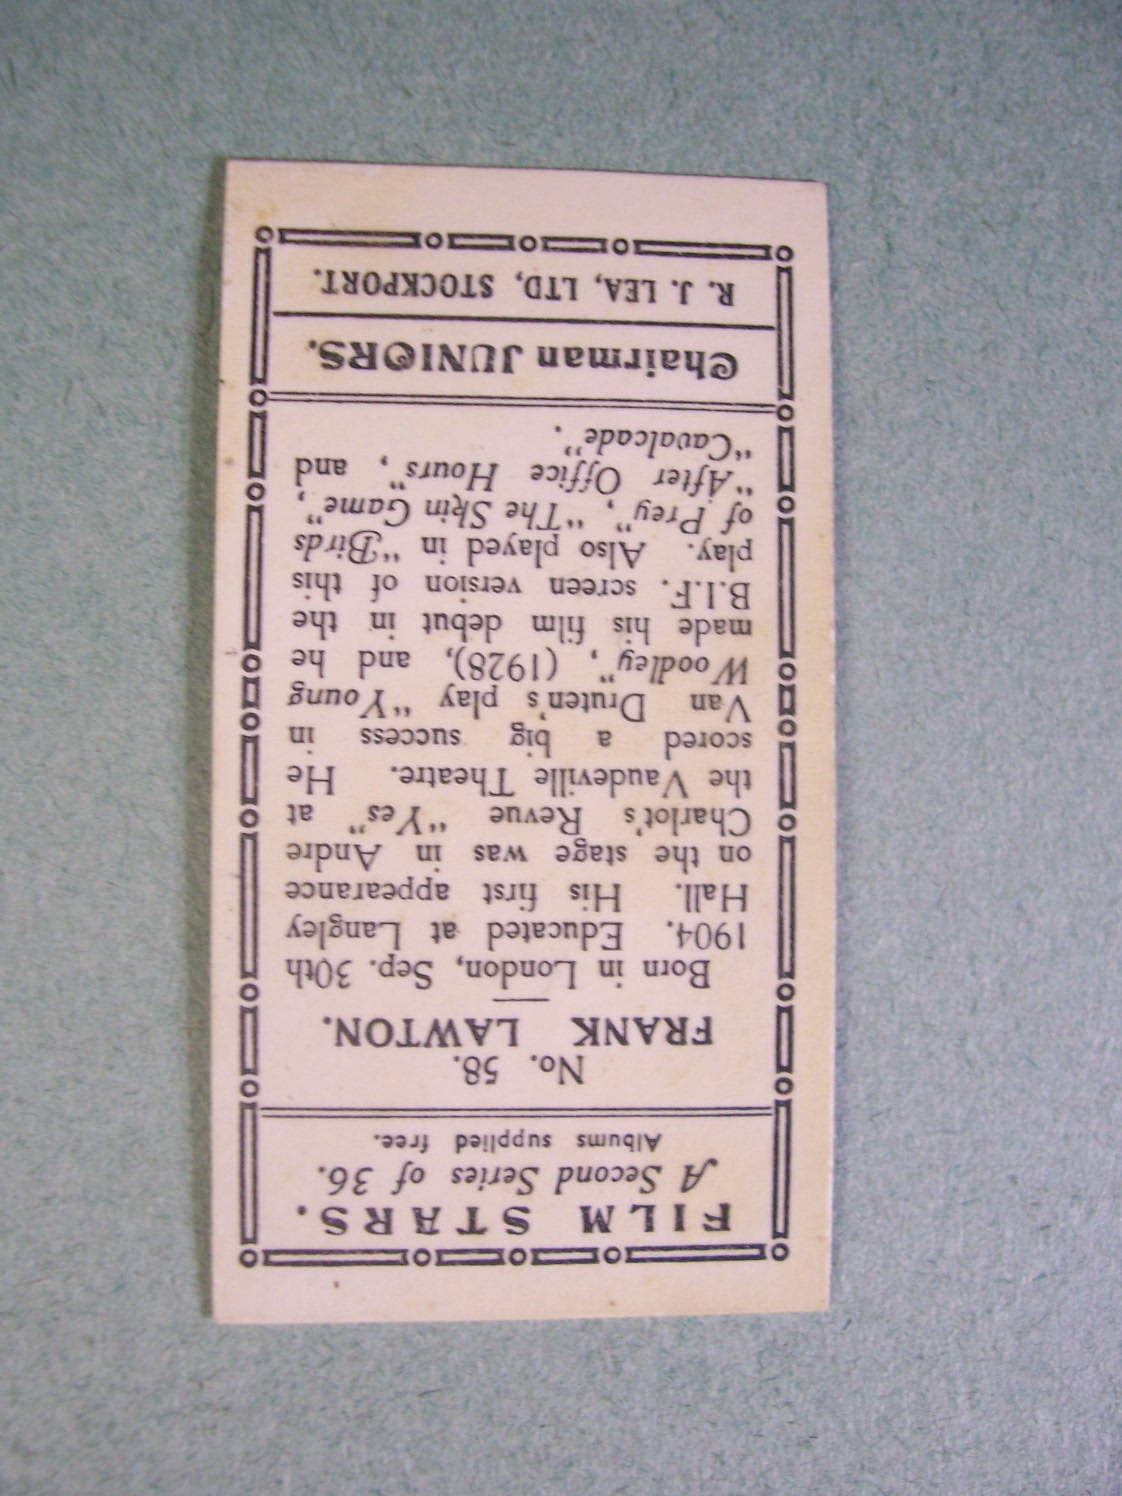 FILM STARS.
A Second Series of 36.
Albums supplied free.
No. 58.
FRANK LAWTON.
Born in London, Sep. 30th
1904. Educated at Langley
Hall. His first appearance
on the stage was in Andre
Charlot's Revue "Yes" at
the Vaudeville Theatre. He
scored a big success in
Van Druten's play "Young
Woodley", (1928), and he
made his film debut in the
B.I.F. screen version of this
play. Also played in "Birds
of Prey", "The Skin Game",
"After Office Hours", and
"Cavalcade".
Chairman JUNIORS.
R. J. LEA, LTD, STOCKPORT.